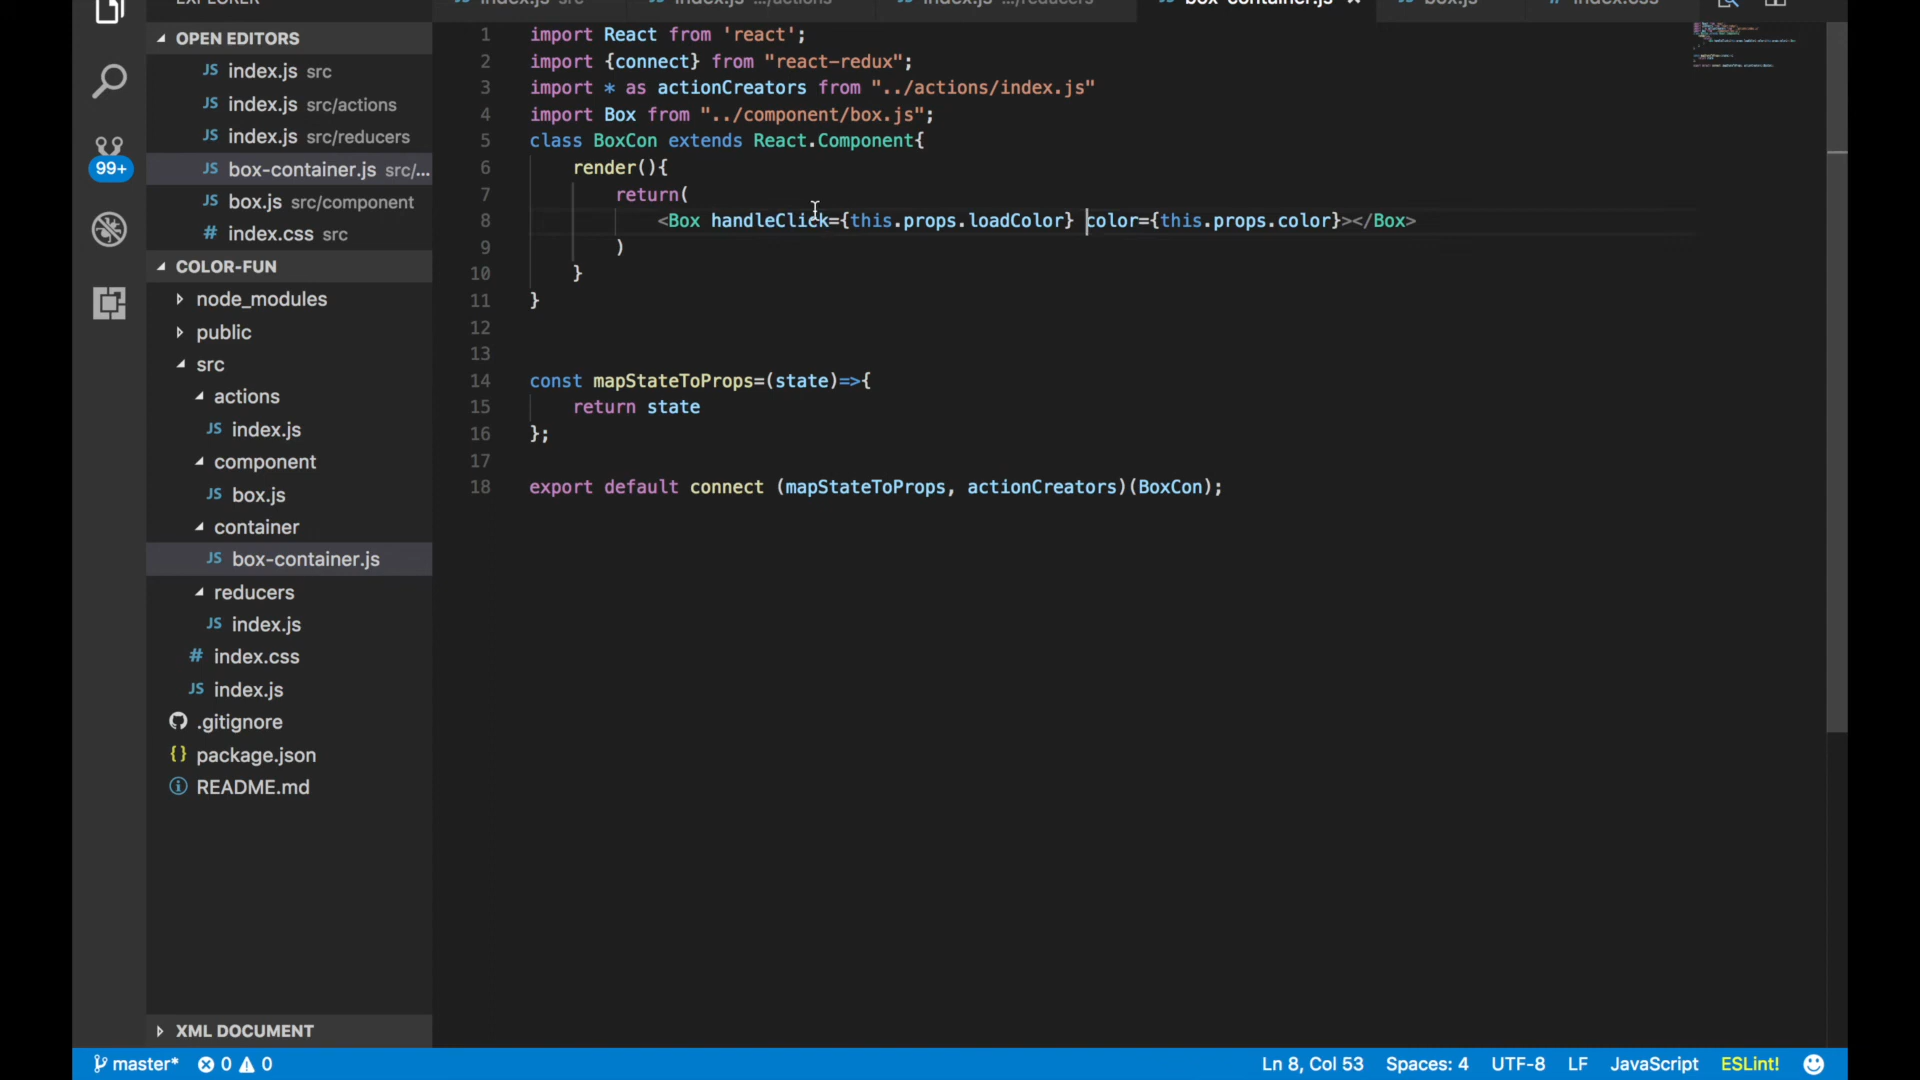 EXPLORER
index.js src
index.js .../actions
index.js .../reducers
box-container.js
box.js
index.css
OPEN EDITORS
JS index.js src
JS index.js src/actions
JS index.js src/reducers
JS box-container.js src/...
JS box.js src/component
# index.css src
COLOR-FUN
node_modules
public
src
actions
JS index.js
component
JS box.js
container
JS box-container.js
reducers
JS index.js
# index.css
JS index.js
.gitignore
{} package.json
README.md
XML DOCUMENT
99+
1 import React from 'react';
2 import {connect} from "react-redux";
3 import * as actionCreators from "../actions/index.js"
4 import Box from "../component/box.js";
5 class BoxCon extends React.Component{
6 render(){
7 return(
8 <Box handleClick={this.props.loadColor} color={this.props.color}></Box>
9 )
10 }
11 }
12
13
14 const mapStateToProps=(state)=>{
15 return state
16 };
17
18 export default connect (mapStateToProps, actionCreators)(BoxCon);
master* 0 0 Ln 8, Col 53 Spaces: 4 UTF-8 LF JavaScript ESLint!